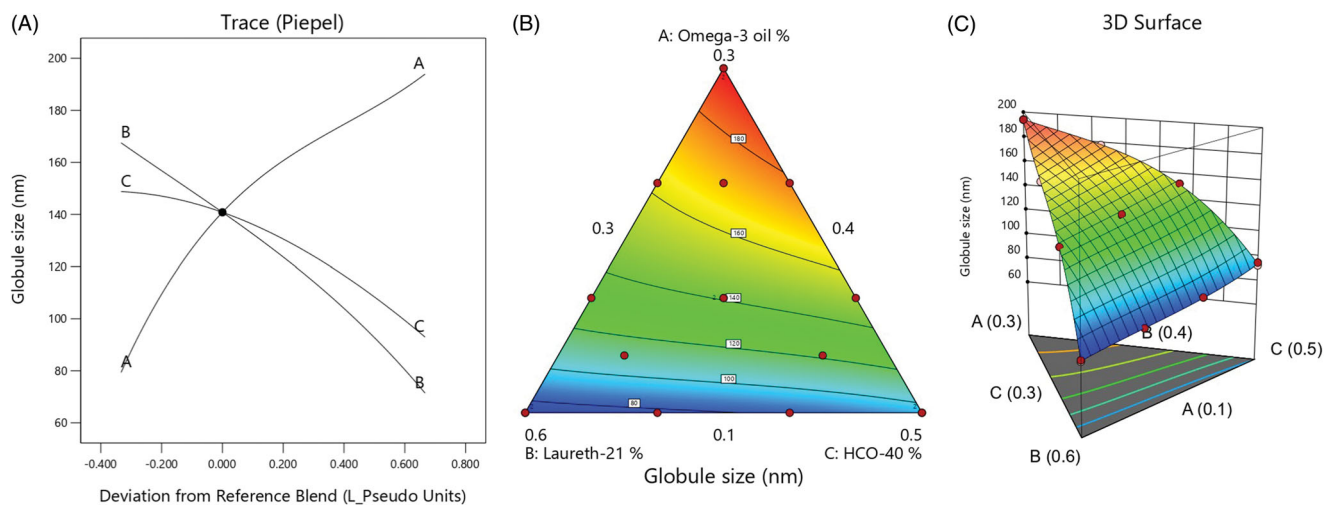 (A)
Trace (Piepel)
200
180
160
140
120
100
80
60
Globule size (nm)
A
B
C
A
C
B
-0.400
-0.200
0.000
0.200
0.400
0.600
0.800
Deviation from Reference Blend (L_Pseudo Units)
(B)
A: Omega-3 oil %
0.3
180
0.3
0.4
160
2
140
120
100
80
0.6
0.1
0.5
B: Laureth-21 %
C: HCO-40 %
Globule size (nm)
(C)
3D Surface
200
180
160
140
120
100
80
60
Globule size (nm)
A (0.3)
B (0.4)
C (0.5)
C (0.3)
A (0.1)
B (0.6)